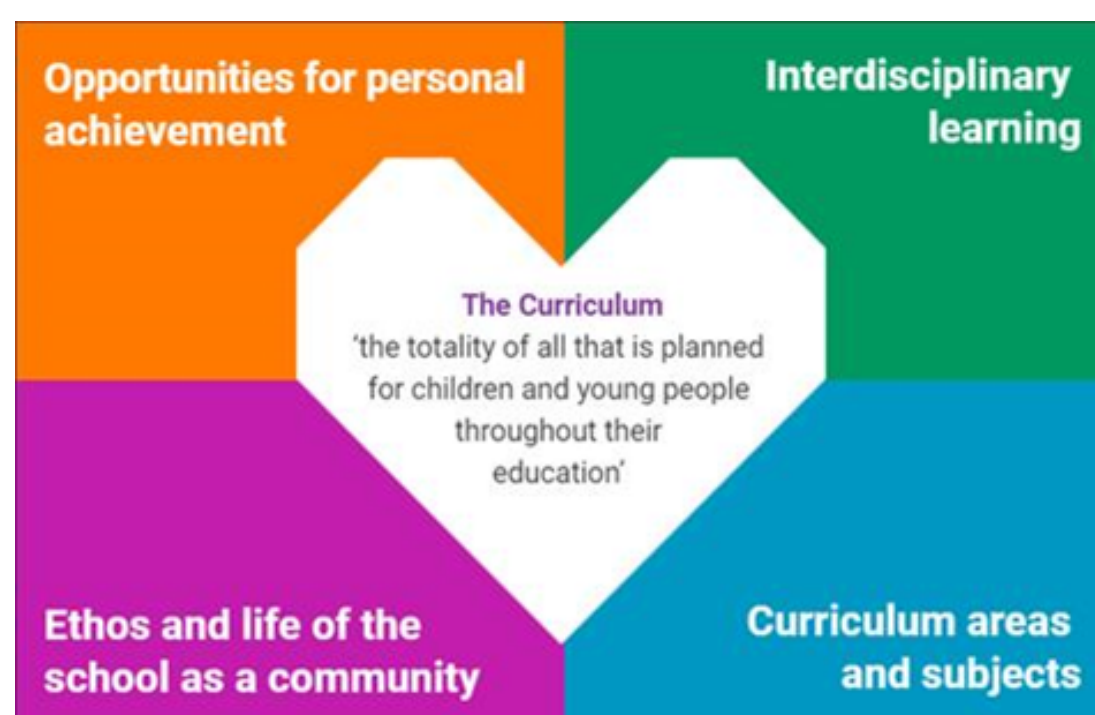 Opportunities for personal
achievement
Interdisciplinary
learning
The Curriculum
‘the totality of all that is planned
for children and young people
throughout their
education’
Ethos and life of the
school as a community
Curriculum areas
and subjects